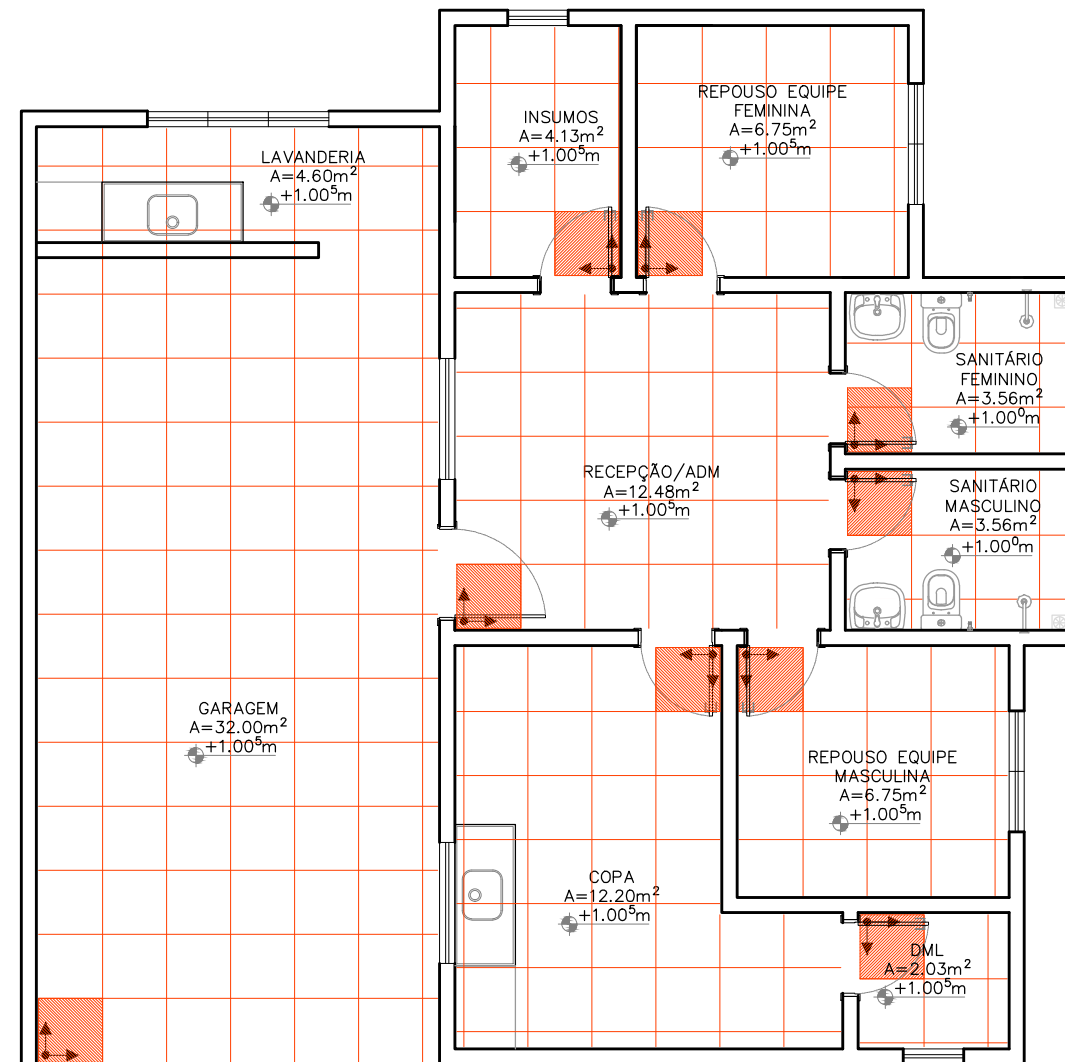 INSUMOS
A=4.13m²
+1.00⁵m
REPOUSO EQUIPE
FEMININA
A=6.75m²
+1.00⁵m
LAVANDERIA
A=4.60m²
+1.00⁵m
SANITÁRIO
FEMININO
A=3.56m²
+1.00⁰m
RECEPÇÃO/ADM
A=12.48m²
+1.00⁵m
SANITÁRIO
MASCULINO
A=3.56m²
+1.00⁰m
GARAGEM
A=32.00m²
+1.00⁵m
REPOUSO EQUIPE
MASCULINA
A=6.75m²
+1.00⁵m
COPA
A=12.20m²
+1.00⁵m
DML
A=2.03m²
+1.00⁵m